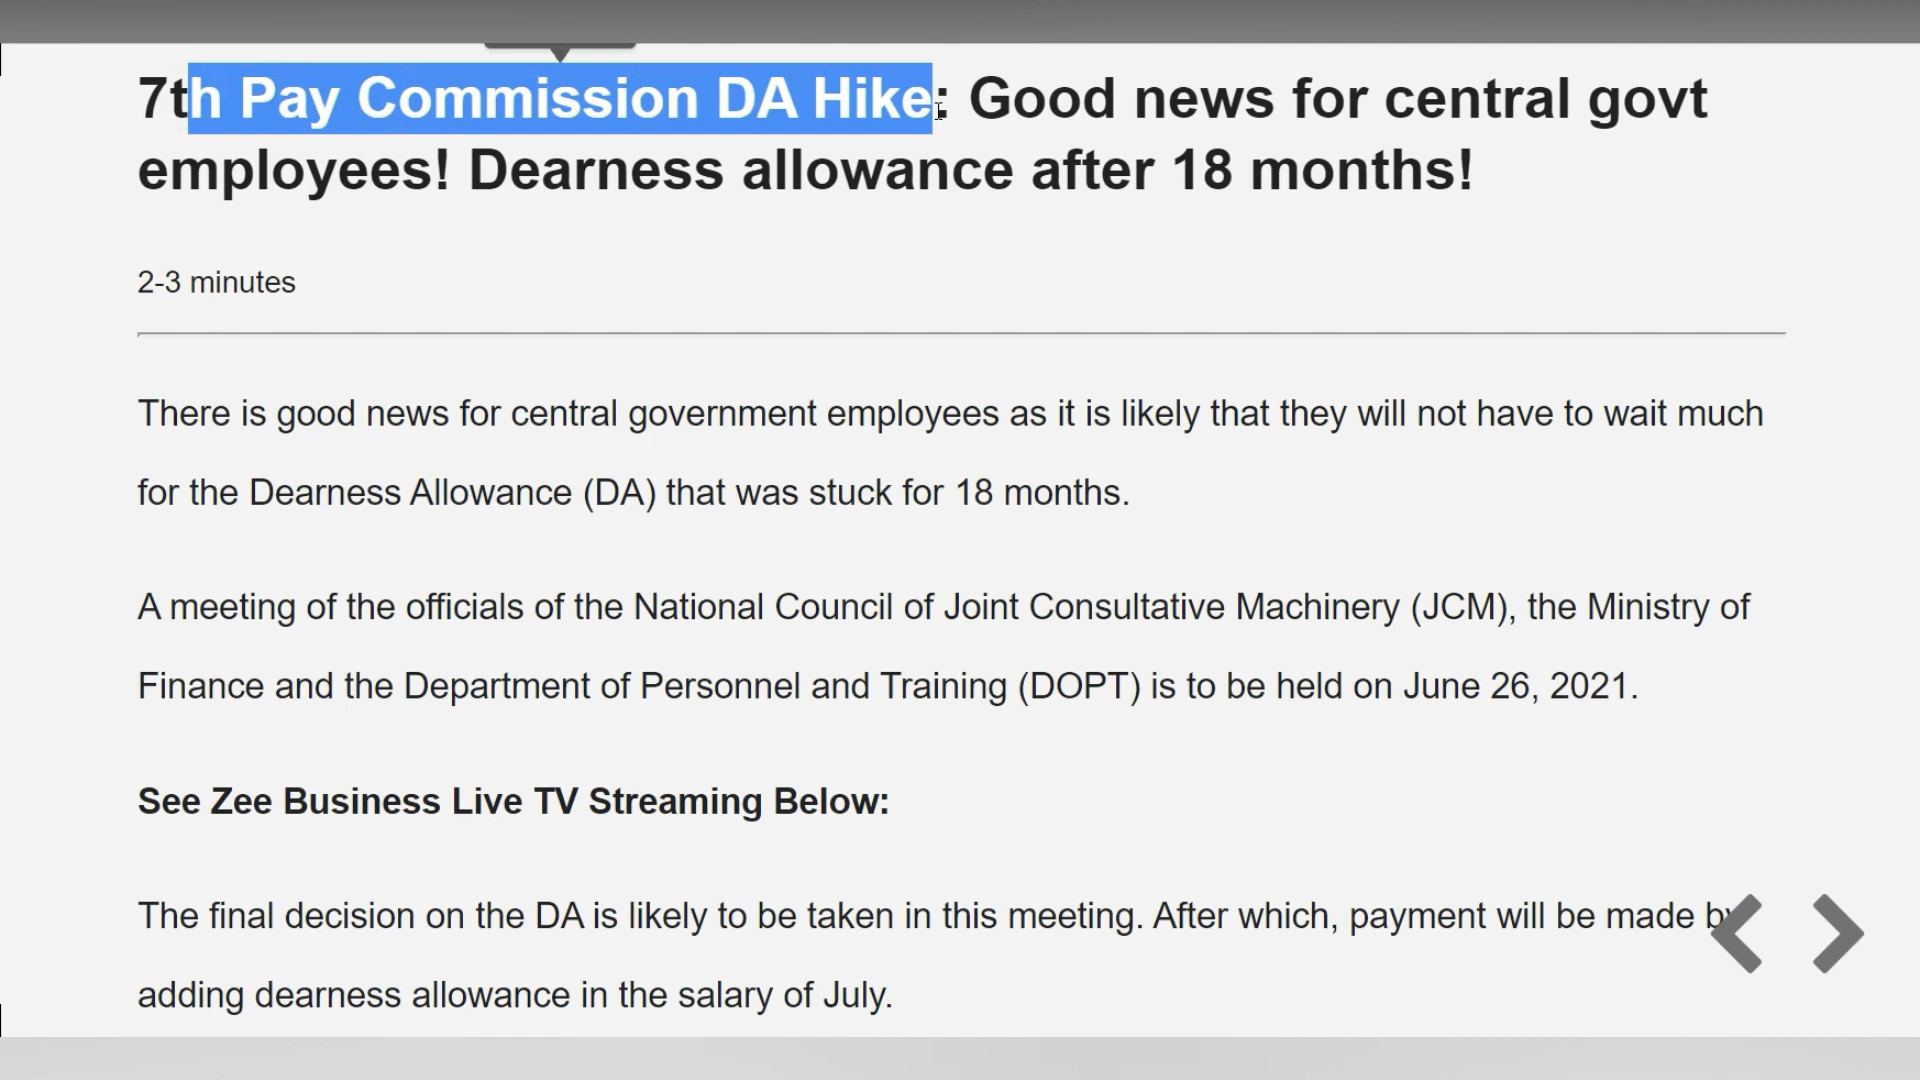 7th Pay Commission DA Hike: Good news for central govt
employees! Dearness allowance after 18 months!
2-3 minutes
There is good news for central government employees as it is likely that they will not have to wait much
for the Dearness Allowance (DA) that was stuck for 18 months.
A meeting of the officials of the National Council of Joint Consultative Machinery (JCM), the Ministry of
Finance and the Department of Personnel and Training (DOPT) is to be held on June 26, 2021.
See Zee Business Live TV Streaming Below:
The final decision on the DA is likely to be taken in this meeting. After which, payment will be made by
adding dearness allowance in the salary of July.